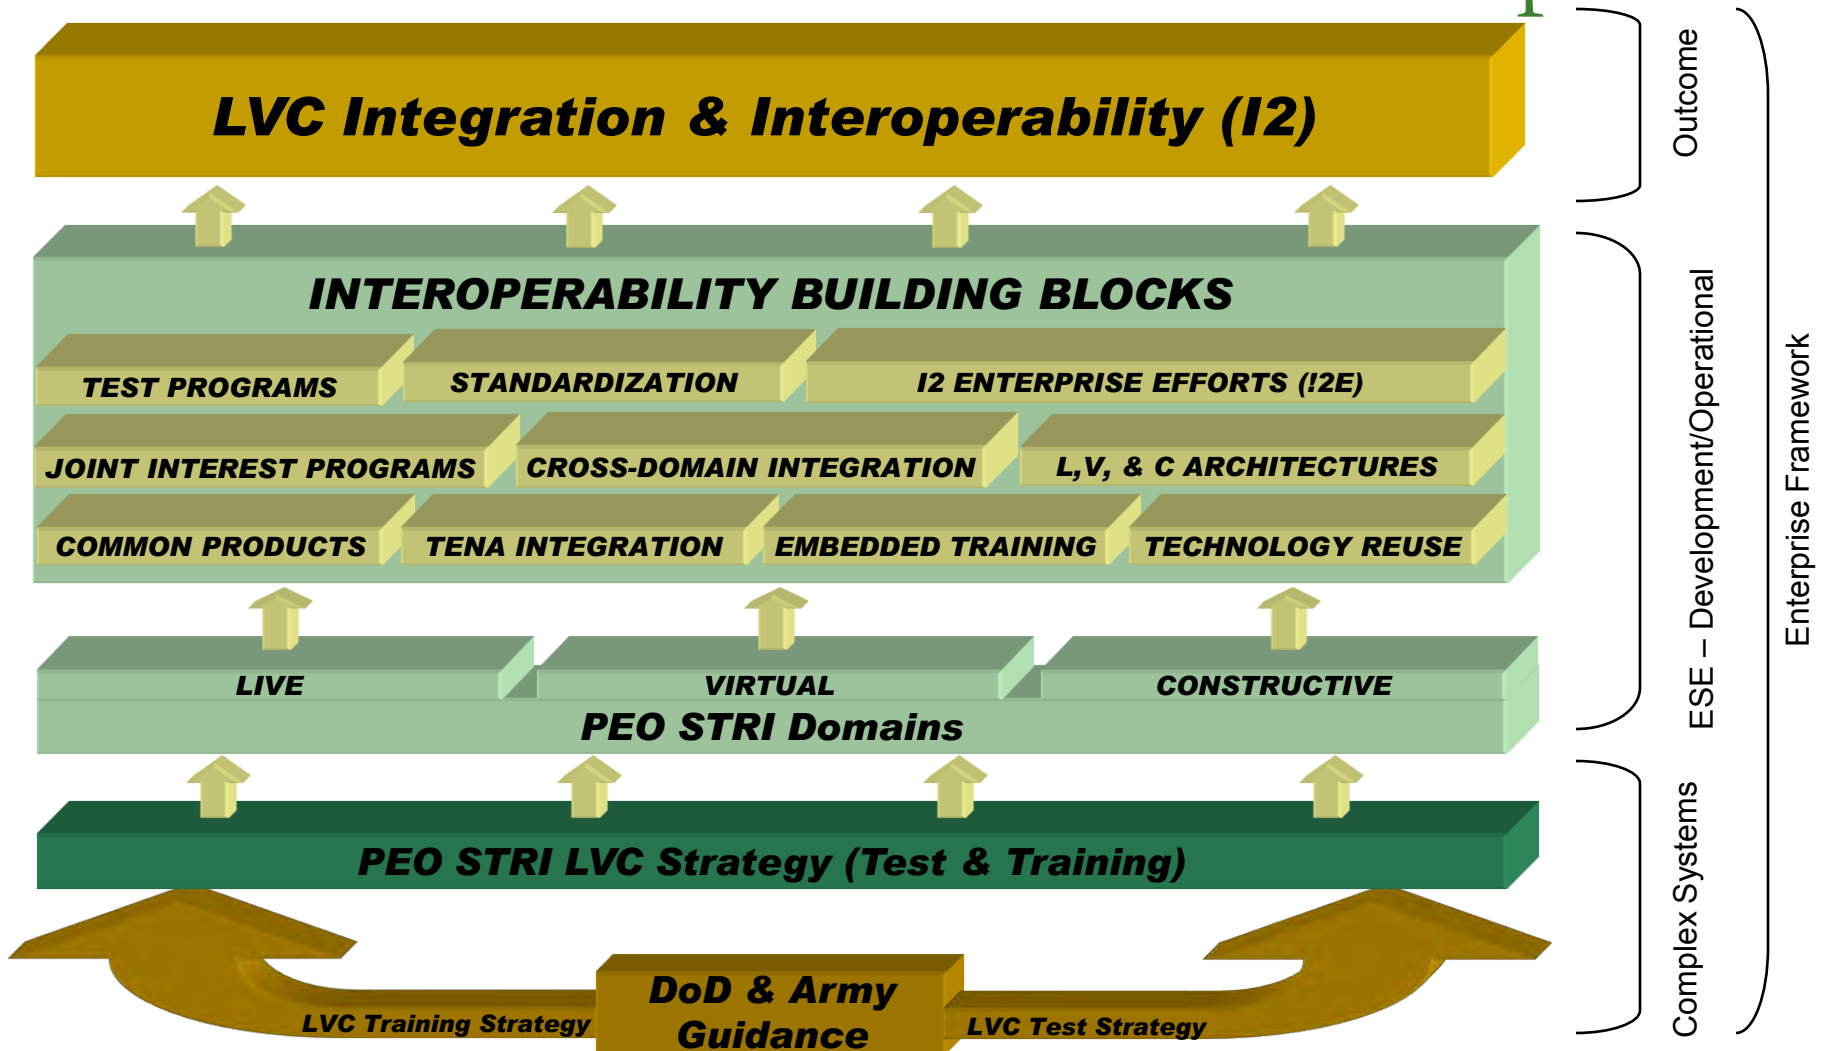 LVC Integration & Interoperability (I2)
INTEROPERABILITY BUILDING BLOCKS
TEST PROGRAMS
STANDARDIZATION
I2 ENTERPRISE EFFORTS (!2E)
JOINT INTEREST PROGRAMS
CROSS-DOMAIN INTEGRATION
L,V, & C ARCHITECTURES
COMMON PRODUCTS
TENA INTEGRATION
EMBEDDED TRAINING
TECHNOLOGY REUSE
LIVE
VIRTUAL
CONSTRUCTIVE
PEO STRI Domains
PEO STRI LVC Strategy (Test & Training)
DoD & Army
Guidance
LVC Training Strategy
LVC Test Strategy
Outcome
ESE – Development/Operational
Complex Systems
Enterprise Framework